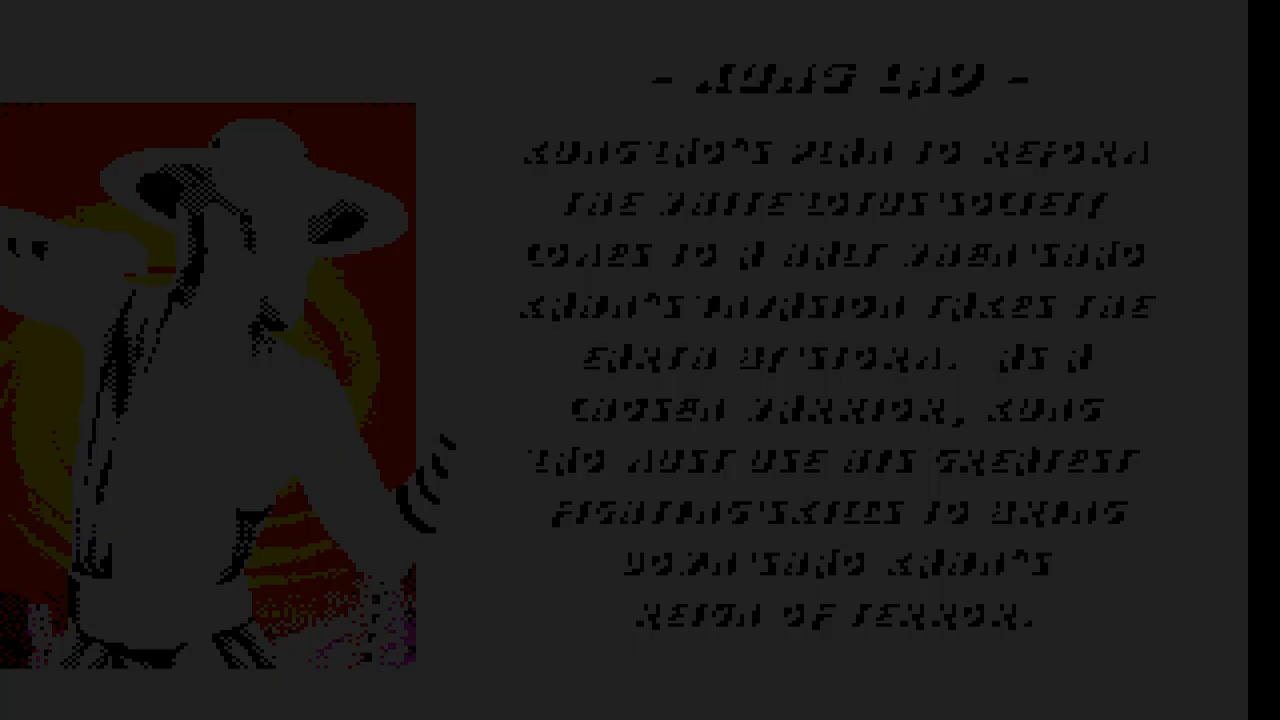 - KUNG LAO -
KUNG LAO'S PLAN TO REFORM
THE WHITE LOTUS SOCIETY
COMES TO A HALT WHEN SHAO
KAHN'S INVASION TAKES THE
EARTH BY STORM. AS A
CHOSEN WARRIOR, KUNG
LAO MUST USE HIS GREATEST
FIGHTING SKILLS TO BRING
DOWN SHAO KAHN'S
REIGN OF TERROR.